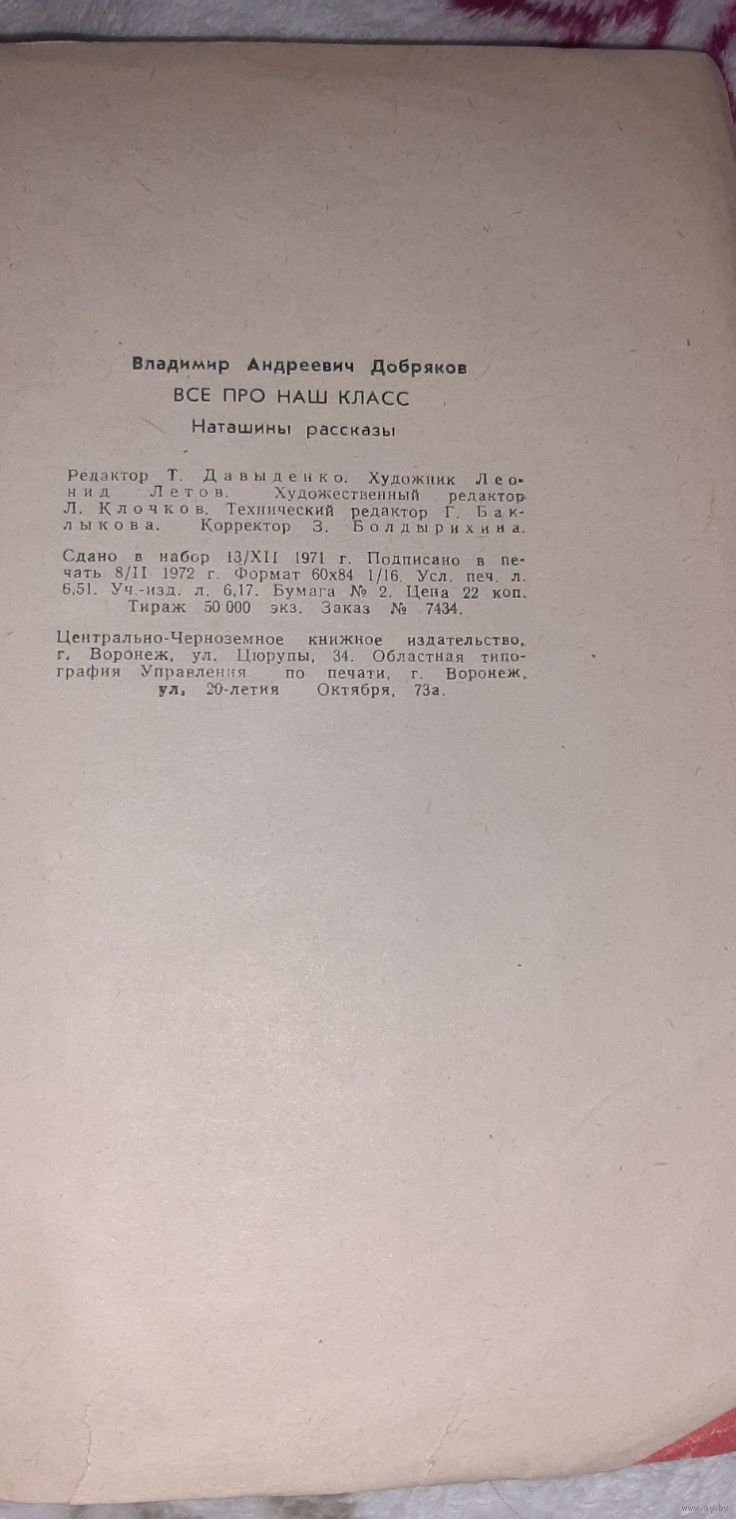 Владимир Андреевич Добряков
ВСЕ ПРО НАШ КЛАСС
Наташины рассказы
Редактор Т. Давыденко. Художник Лео-
нид Летов. Художественный редактор
Л. Клочков. Технический редактор Г. Бак-
лыкова. Корректор З. Болдырихина.
Сдано в набор 13/XII 1971 г. Подписано в пе-
чать 8/II 1972 г. Формат 60х84 1/16. Усл. печ. л.
6,51. Уч.-изд. л. 6,17. Бумага № 2. Цена 22 коп.
Тираж 50 000 экз. Заказ № 7434.
Центрально-Черноземное книжное издательство,
г. Воронеж, ул. Цюрупы, 34. Областная типо-
графия Управления по печати, г. Воронеж,
ул. 20-летия Октября, 73а.
www.ay.by